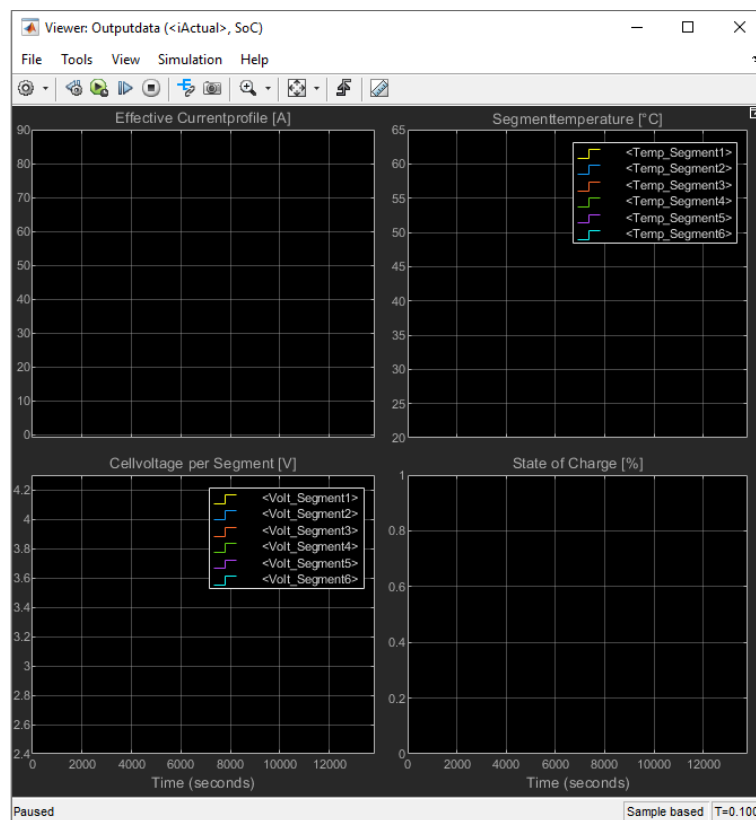 Viewer: Outputdata (<iActual>, SoC)
File Tools View Simulation Help
Effective Currentprofile [A]
90
80
70
60
50
40
30
20
10
0
Segmenttemperature [°C]
65
60
55
50
45
40
35
30
25
20
<Temp_Segment1>
<Temp_Segment2>
<Temp_Segment3>
<Temp_Segment4>
<Temp_Segment5>
<Temp_Segment6>
Cellvoltage per Segment [V]
4.2
4
3.8
3.6
3.4
3.2
3
2.8
2.6
2.4
<Volt_Segment1>
<Volt_Segment2>
<Volt_Segment3>
<Volt_Segment4>
<Volt_Segment5>
<Volt_Segment6>
0 2000 4000 6000 8000 10000 12000
Time (seconds)
State of Charge [%]
1
0.8
0.6
0.4
0.2
0
0 2000 4000 6000 8000 10000 12000
Time (seconds)
Paused
Sample based T=0.100